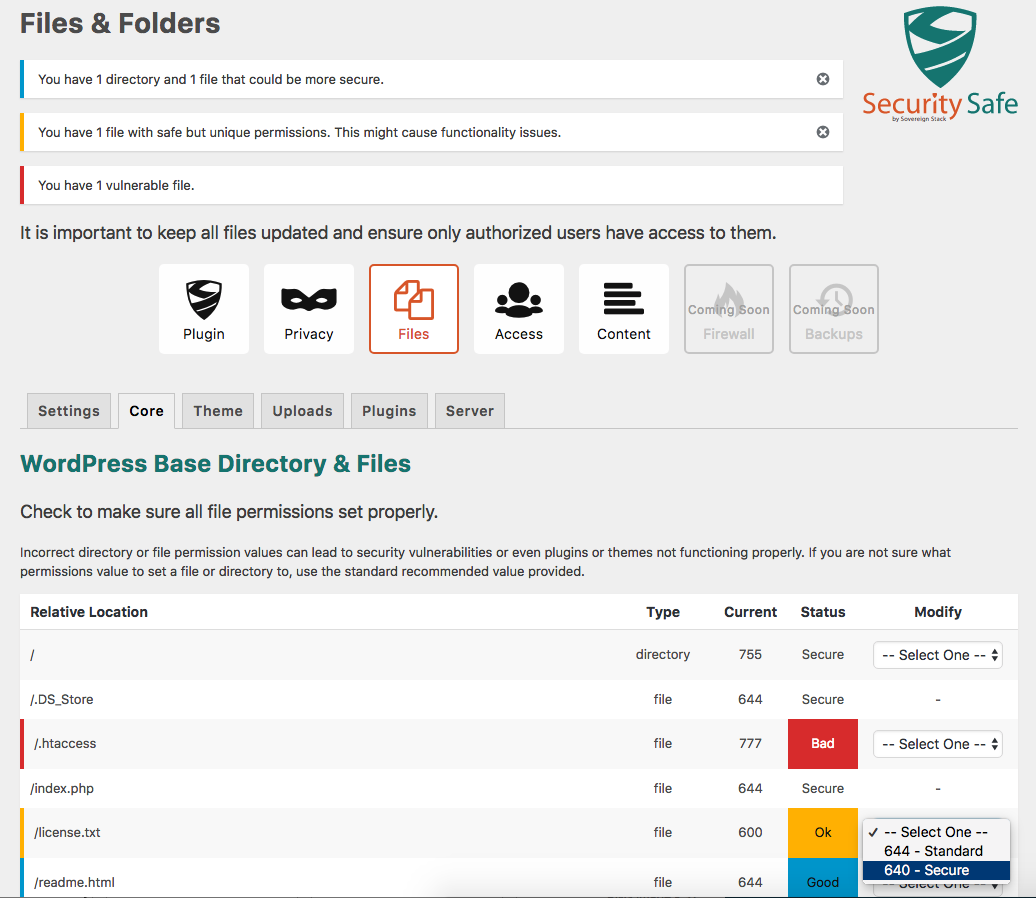 Files & Folders
You have 1 directory and 1 file that could be more secure.
You have 1 file with safe but unique permissions. This might cause functionality issues.
You have 1 vulnerable file.
Security Safe
by Sovereign Stack
It is important to keep all files updated and ensure only authorized users have access to them.
Plugin Privacy Files Access Content Coming Soon Firewall Coming Soon Backups
Settings Core Theme Uploads Plugins Server
WordPress Base Directory & Files
Check to make sure all file permissions set properly.
Incorrect directory or file permission values can lead to security vulnerabilities or even plugins or themes not functioning properly. If you are not sure what
permissions value to set a file or directory to, use the standard recommended value provided.
Relative Location Type Current Status Modify
/ directory 755 Secure -- Select One --
/.DS_Store file 644 Secure -
/.htaccess file 777 Bad -- Select One --
/index.php file 644 Secure -
/license.txt file 600 Ok ✓ -- Select One --
644 - Standard
640 - Secure
/readme.html file 644 Good -- Select One --